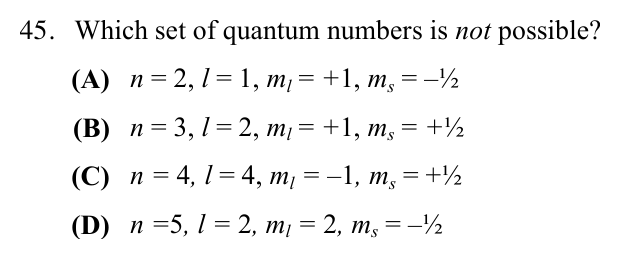 45. Which set of quantum numbers is not possible?
(A) n = 2, l = 1, mₗ = +1, mₛ = –½
(B) n = 3, l = 2, mₗ = +1, mₛ = +½
(C) n = 4, l = 4, mₗ = –1, mₛ = +½
(D) n =5, l = 2, mₗ = 2, mₛ = –½